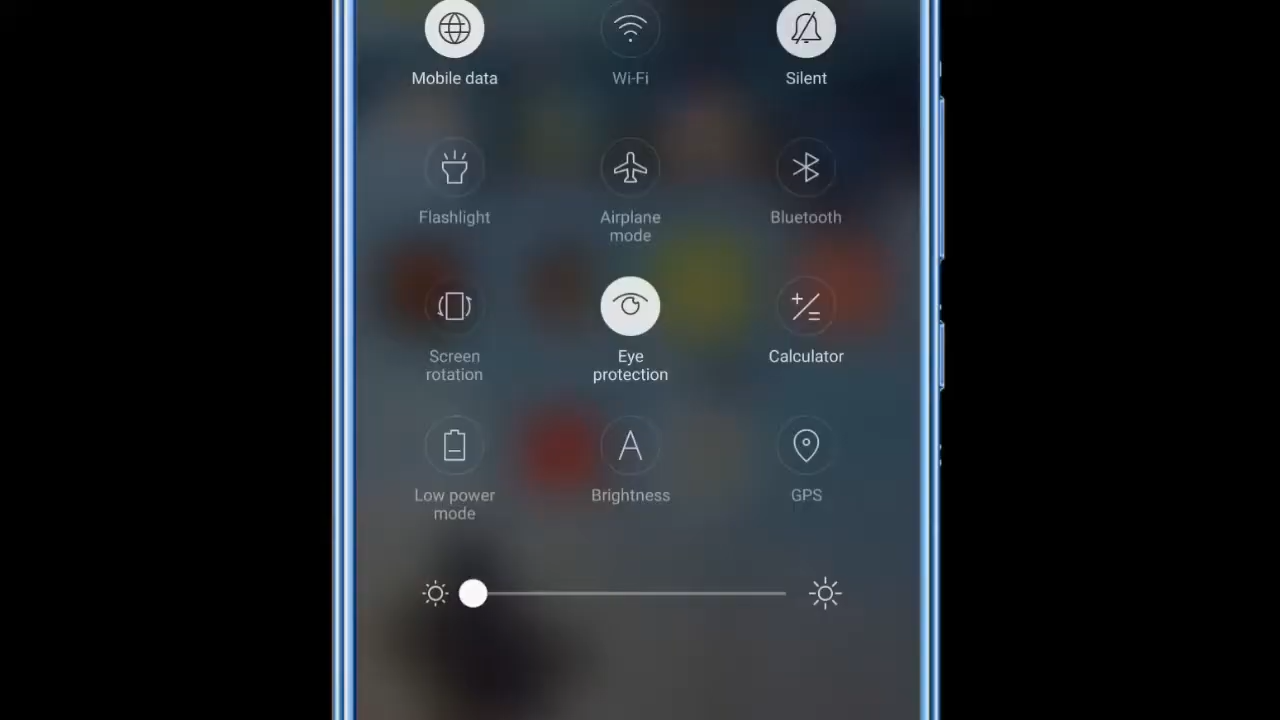 Mobile data
Wi-Fi
Silent
Flashlight
Airplane
mode
Bluetooth
Screen
rotation
Eye
protection
Calculator
Low power
mode
Brightness
GPS